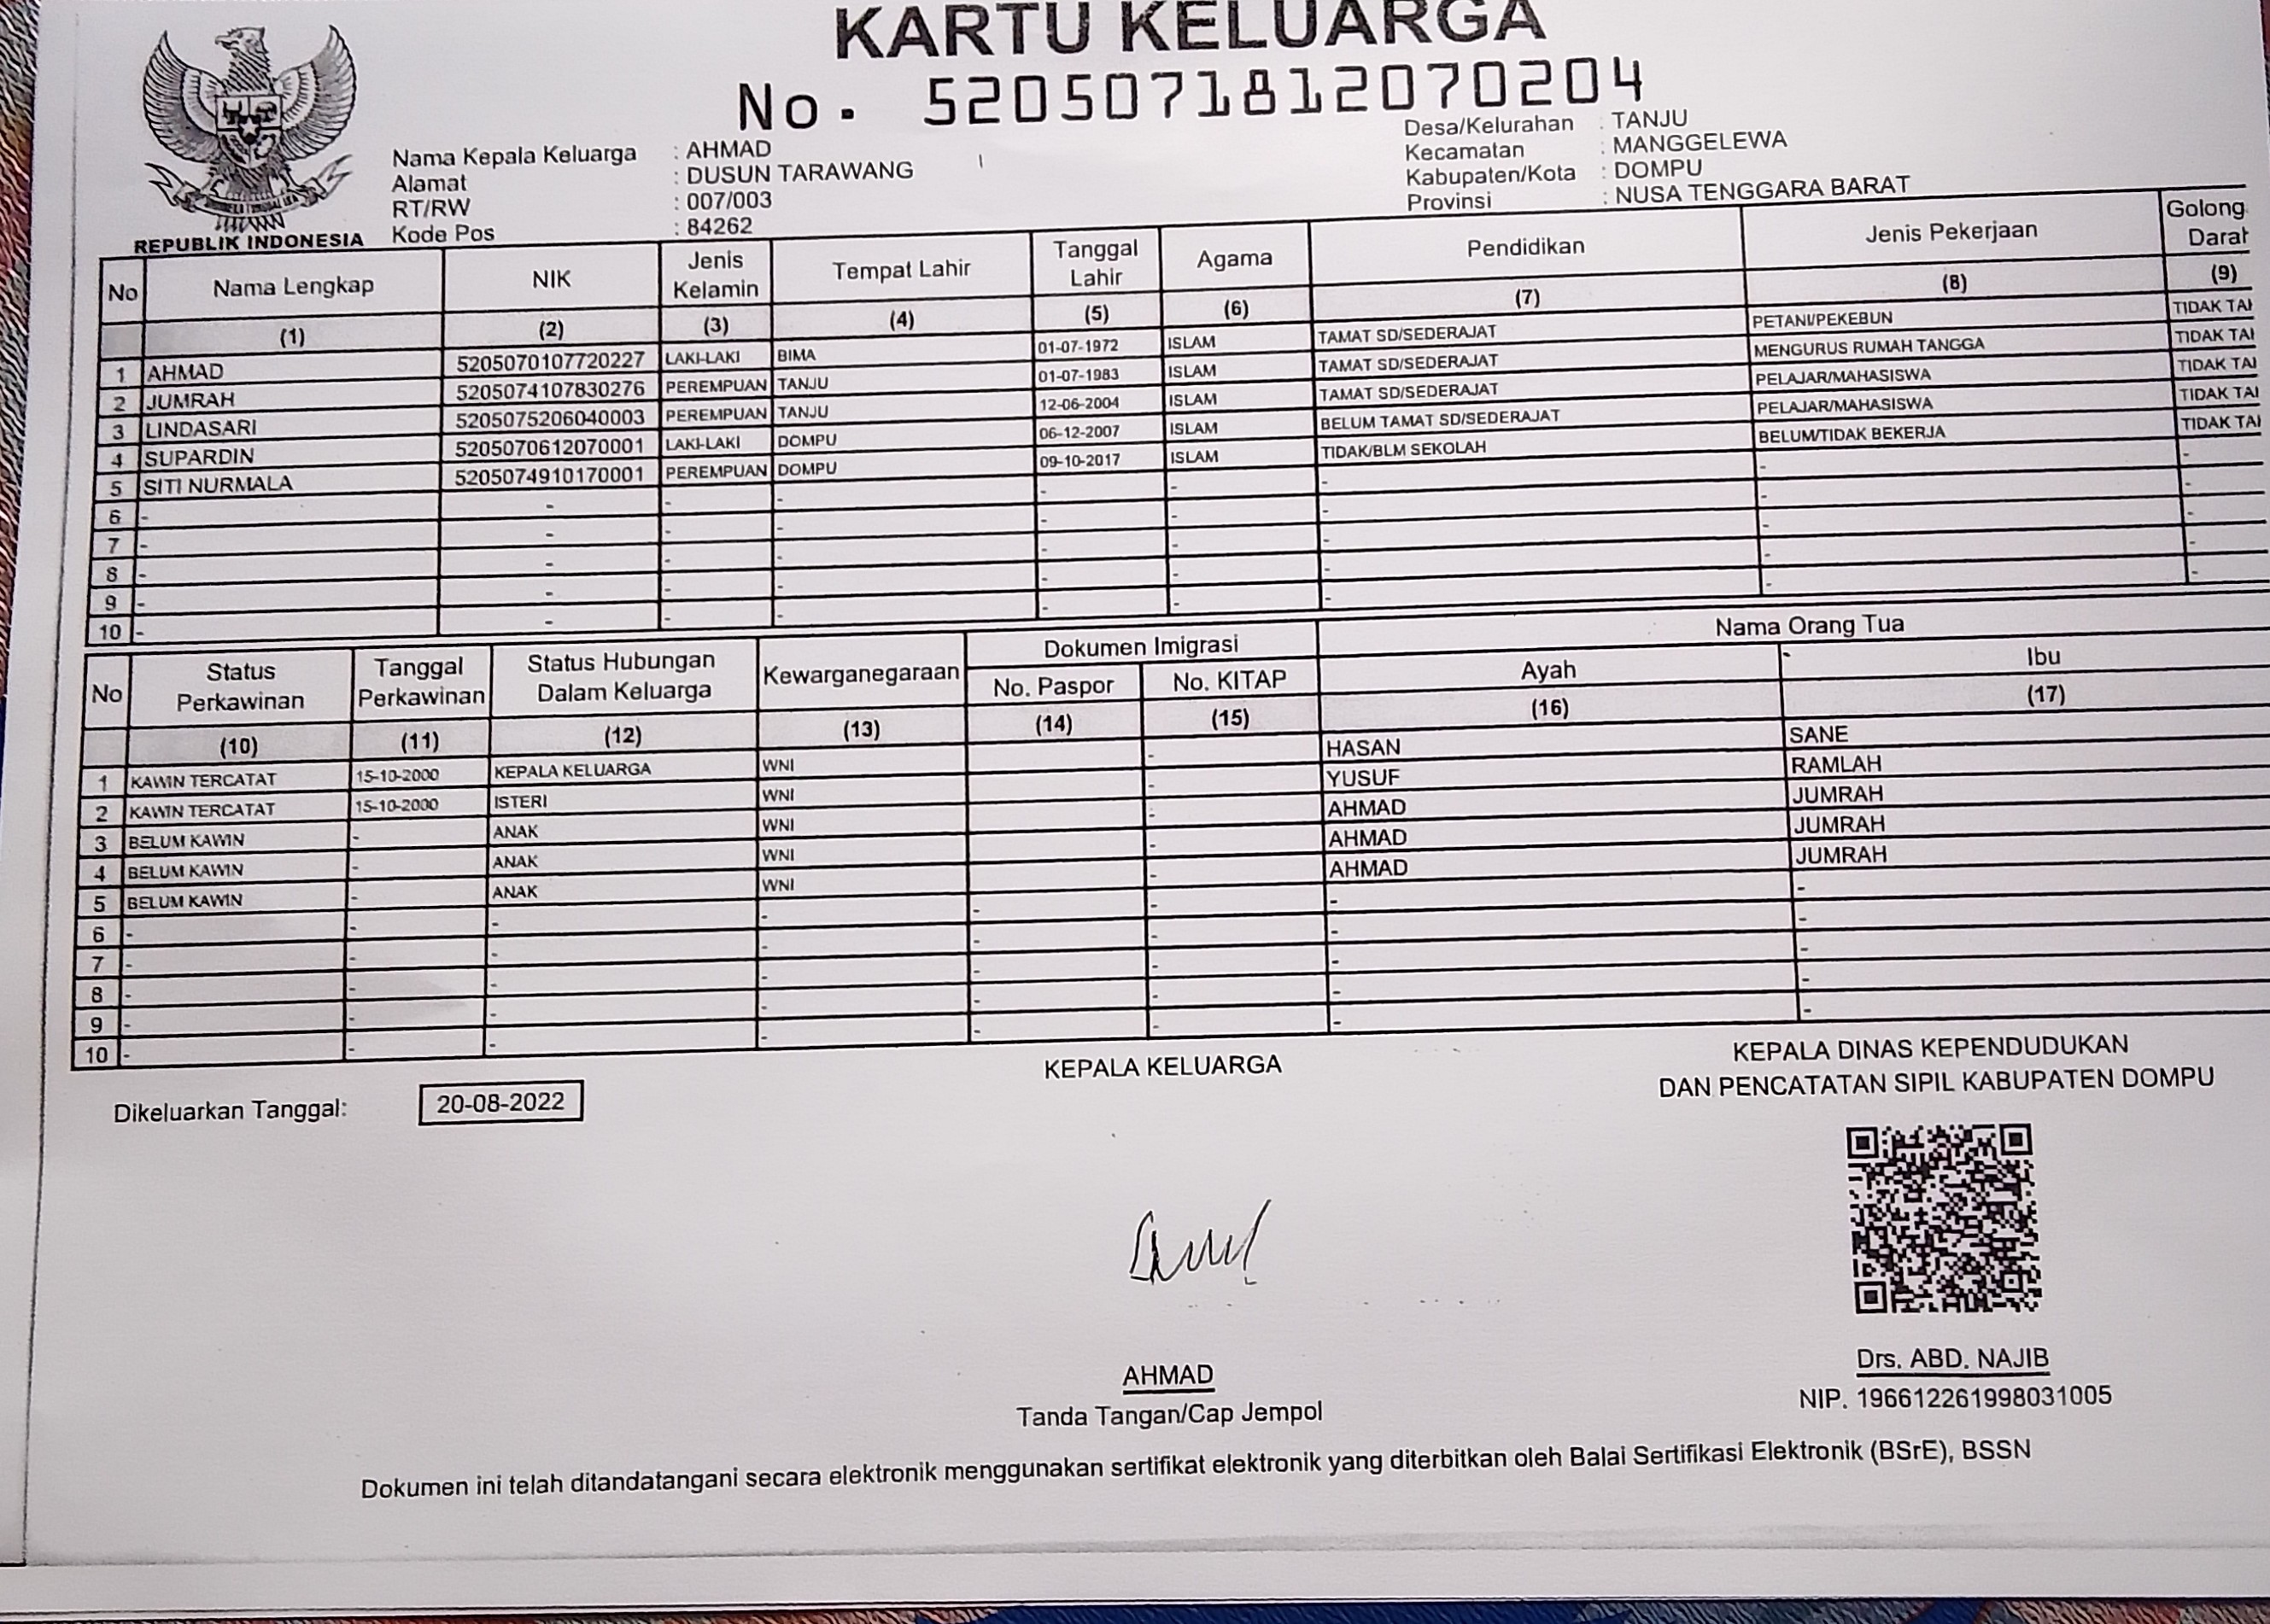 KARTU KELUARGA
No. 5205071812070204
REPUBLIK INDONESIA
Nama Kepala Keluarga : AHMAD
Alamat : DUSUN TARAWANG
RT/RW : 007/003
Kode Pos : 84262
Desa/Kelurahan : TANJU
Kecamatan : MANGGELEWA
Kabupaten/Kota : DOMPU
Provinsi : NUSA TENGGARA BARAT
No Nama Lengkap NIK Jenis Kelamin Tempat Lahir Tanggal Lahir Agama Pendidikan Jenis Pekerjaan Golong Darah
(1) (2) (3) (4) (5) (6) (7) (8) (9)
1 AHMAD 5205070107720227 LAKI-LAKI BIMA 01-07-1972 ISLAM TAMAT SD/SEDERAJAT PETANI/PEKEBUN TIDAK TAH
2 JUMRAH 5205074107830276 PEREMPUAN TANJU 01-07-1983 ISLAM TAMAT SD/SEDERAJAT MENGURUS RUMAH TANGGA TIDAK TAH
3 LINDASARI 5205075206040003 PEREMPUAN TANJU 12-06-2004 ISLAM TAMAT SD/SEDERAJAT PELAJAR/MAHASISWA TIDAK TAH
4 SUPARDIN 5205070612070001 LAKI-LAKI DOMPU 06-12-2007 ISLAM BELUM TAMAT SD/SEDERAJAT PELAJAR/MAHASISWA TIDAK TAH
5 SITI NURMALA 5205074910170001 PEREMPUAN DOMPU 09-10-2017 ISLAM TIDAK/BLM SEKOLAH BELUM/TIDAK BEKERJA TIDAK TAH
6 - - - - - - - - -
7 - - - - - - - - -
8 - - - - - - - - -
9 - - - - - - - - -
10 - - - - - - - - -
No Status Perkawinan Tanggal Perkawinan Status Hubungan Dalam Keluarga Kewarganegaraan Dokumen Imigrasi Nama Orang Tua
No. Paspor No. KITAP Ayah Ibu
(10) (11) (12) (13) (14) (15) (16) (17)
1 KAWIN TERCATAT 15-10-2000 KEPALA KELUARGA WNI - HASAN SANE
2 KAWIN TERCATAT 15-10-2000 ISTERI WNI - YUSUF RAMLAH
3 BELUM KAWIN - ANAK WNI - AHMAD JUMRAH
4 BELUM KAWIN - ANAK WNI - AHMAD JUMRAH
5 BELUM KAWIN - ANAK WNI - AHMAD JUMRAH
6 - - - - - - - -
7 - - - - - - - -
8 - - - - - - - -
9 - - - - - - - -
10 - - - - - - - -
Dikeluarkan Tanggal: 20-08-2022
KEPALA KELUARGA
KEPALA DINAS KEPENDUDUKAN
DAN PENCATATAN SIPIL KABUPATEN DOMPU
AHMAD
Tanda Tangan/Cap Jempol
Drs. ABD. NAJIB
NIP. 196612261998031005
Dokumen ini telah ditandatangani secara elektronik menggunakan sertifikat elektronik yang diterbitkan oleh Balai Sertifikasi Elektronik (BSrE), BSSN